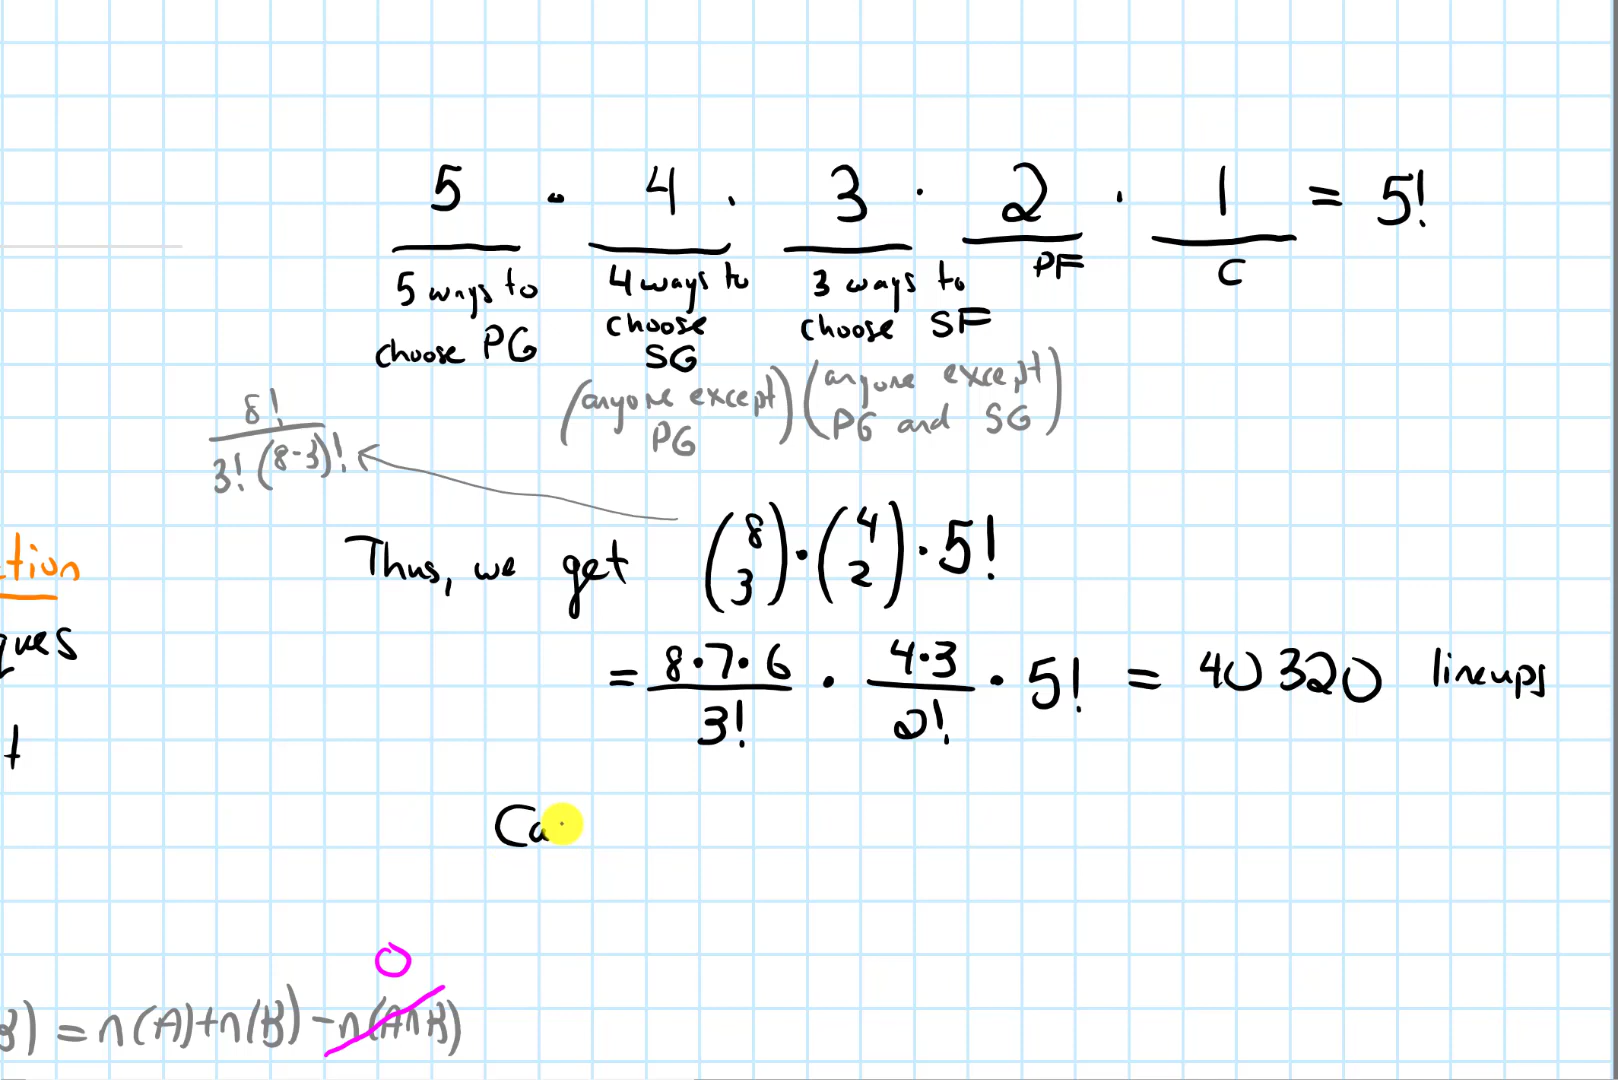 5 · 4 · 3 · 2 · 1 = 5!
5 ways to choose PG
4 ways to choose SG
(anyone except PG)
3 ways to choose SF
(anyone except PG and SG)
PF
C
8! / 3!(8-3)!
Thus, we get (8 3) · (4 2) · 5!
= 8·7·6 / 3! · 4·3 / 2! · 5! = 40320 lineups
Ca
0
) = n(A)+n(B) - n(A∩B)